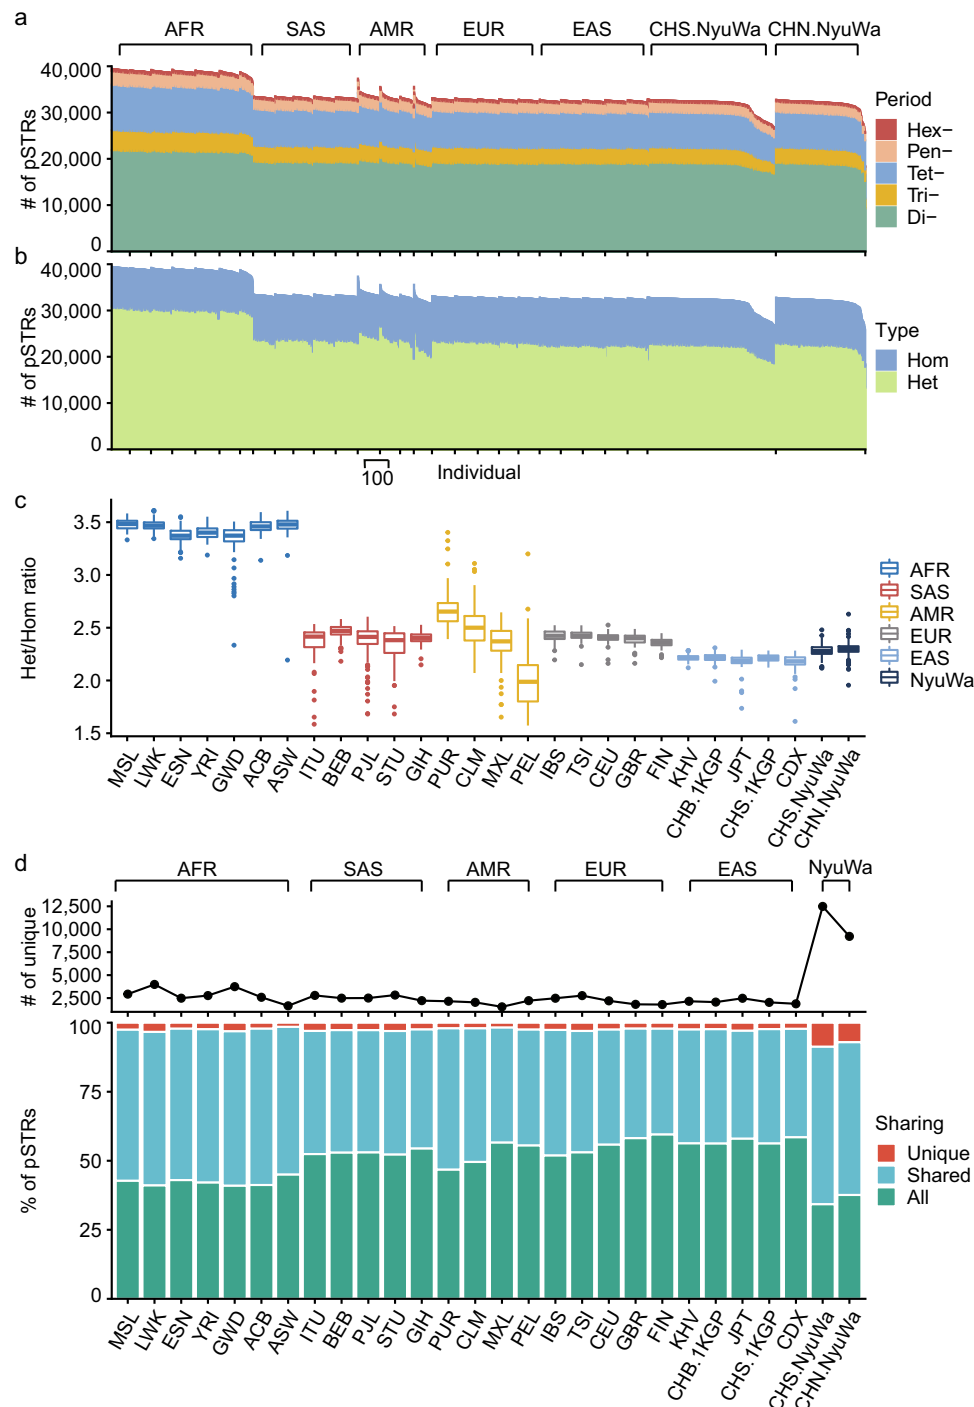 a
AFR SAS AMR EUR EAS CHS.NyuWa CHN.NyuWa
# of pSTRs
40,000
30,000
20,000
10,000
0
Period
Hex-
Pen-
Tet-
Tri-
Di-
b
# of pSTRs
40,000
30,000
20,000
10,000
0
Type
Hom
Het
100
Individual
c
Het/Hom ratio
3.5
3.0
2.5
2.0
1.5
AFR
SAS
AMR
EUR
EAS
NyuWa
MSL LWK ESN YRI GWD ACB ASW ITU BEB PJL STU GIH PUR CLM MXL PEL IBS TSI CEU GBR FIN KHV CHB.1KGP JPT CHS.1KGP CDX CHS.NyuWa CHN.NyuWa
d
AFR SAS AMR EUR EAS NyuWa
# of unique
12,500
10,000
7,500
5,000
2,500
% of pSTRs
100
75
50
25
0
Sharing
Unique
Shared
All
MSL LWK ESN YRI GWD ACB ASW ITU BEB PJL STU GIH PUR CLM MXL PEL IBS TSI CEU GBR FIN KHV CHB.1KGP JPT CHS.1KGP CDX CHS.NyuWa CHN.NyuWa